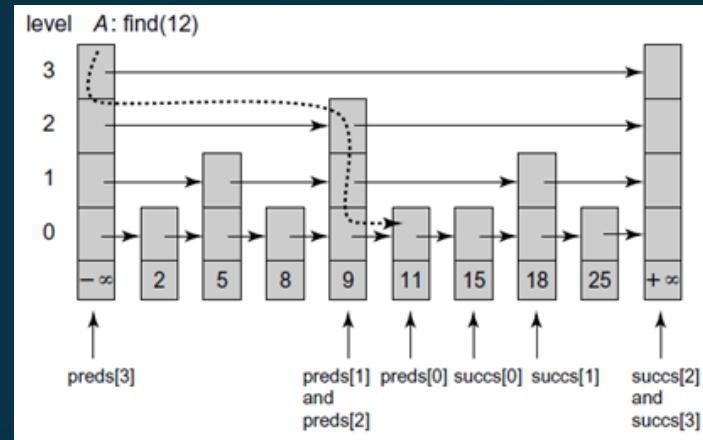 level A: find(12)
3
2
1
0
−∞ 2 5 8 9 11 15 18 25 +∞
preds[3] preds[1] preds[0] succs[0] succs[1] succs[2]
and and
preds[2] succs[3]